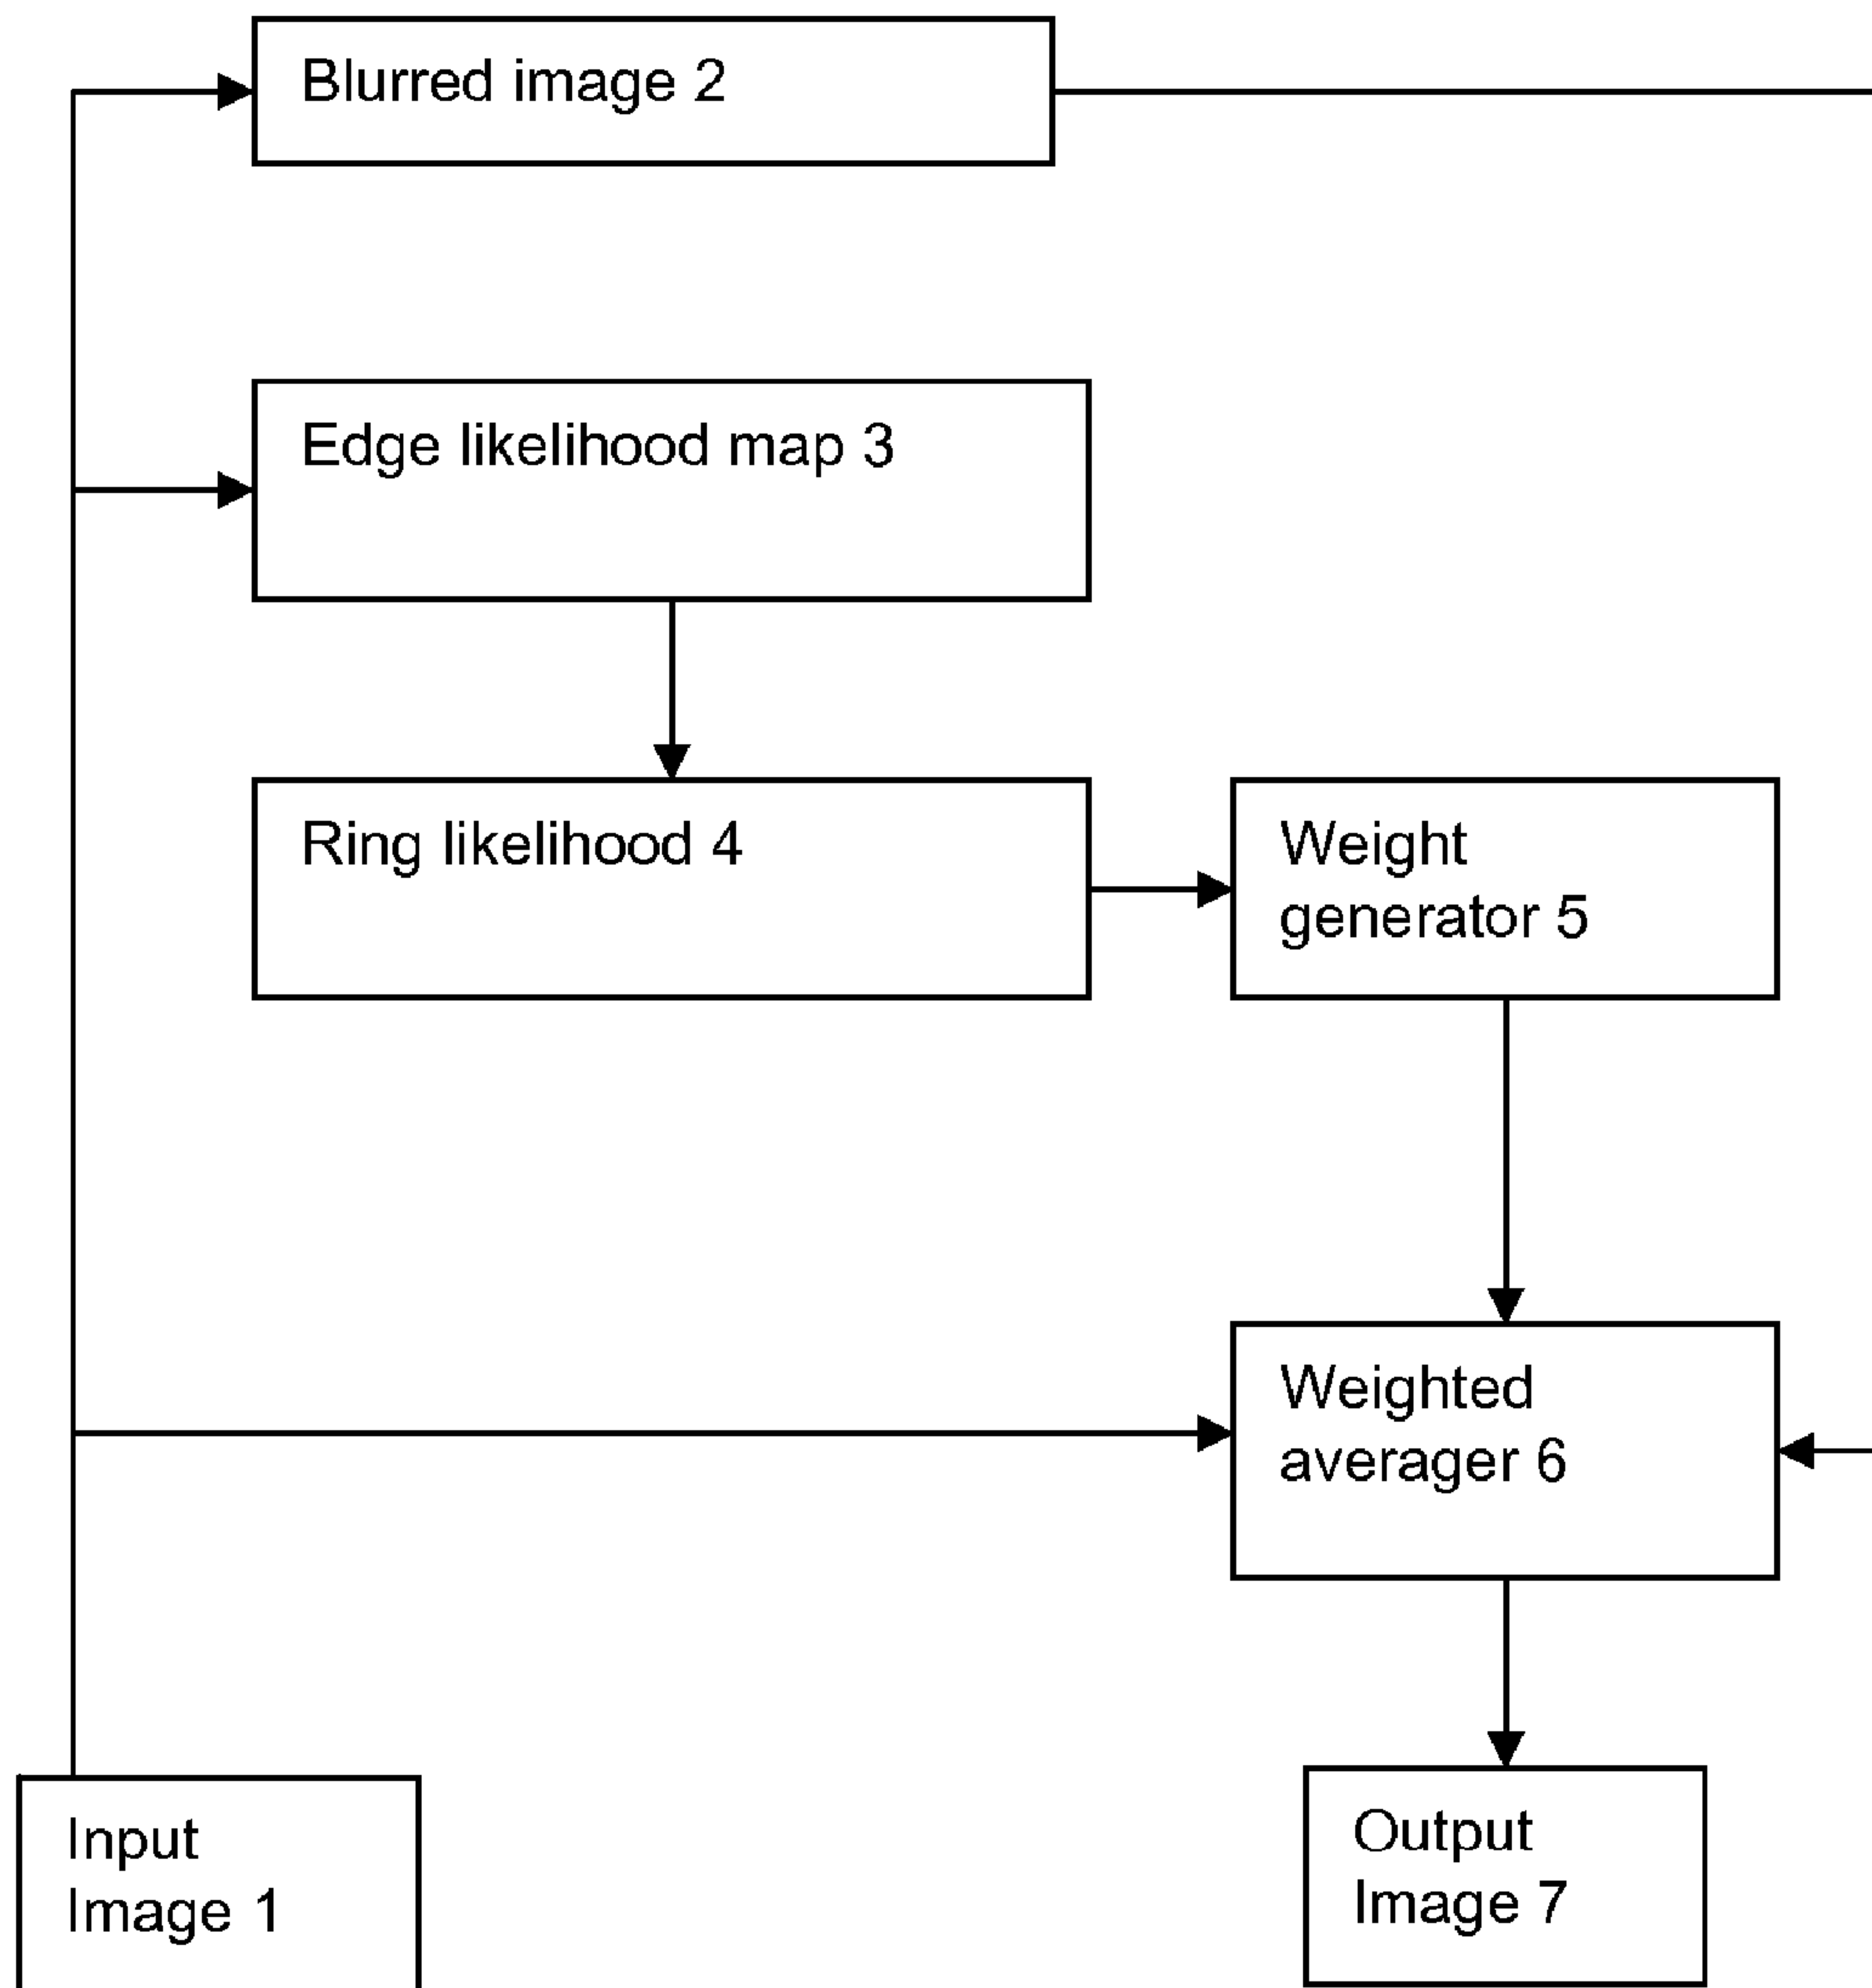 Blurred image 2
Edge likelihood map 3
Ring likelihood 4
Weight
generator 5
Weighted
averager 6
Input
Image 1
Output
Image 7